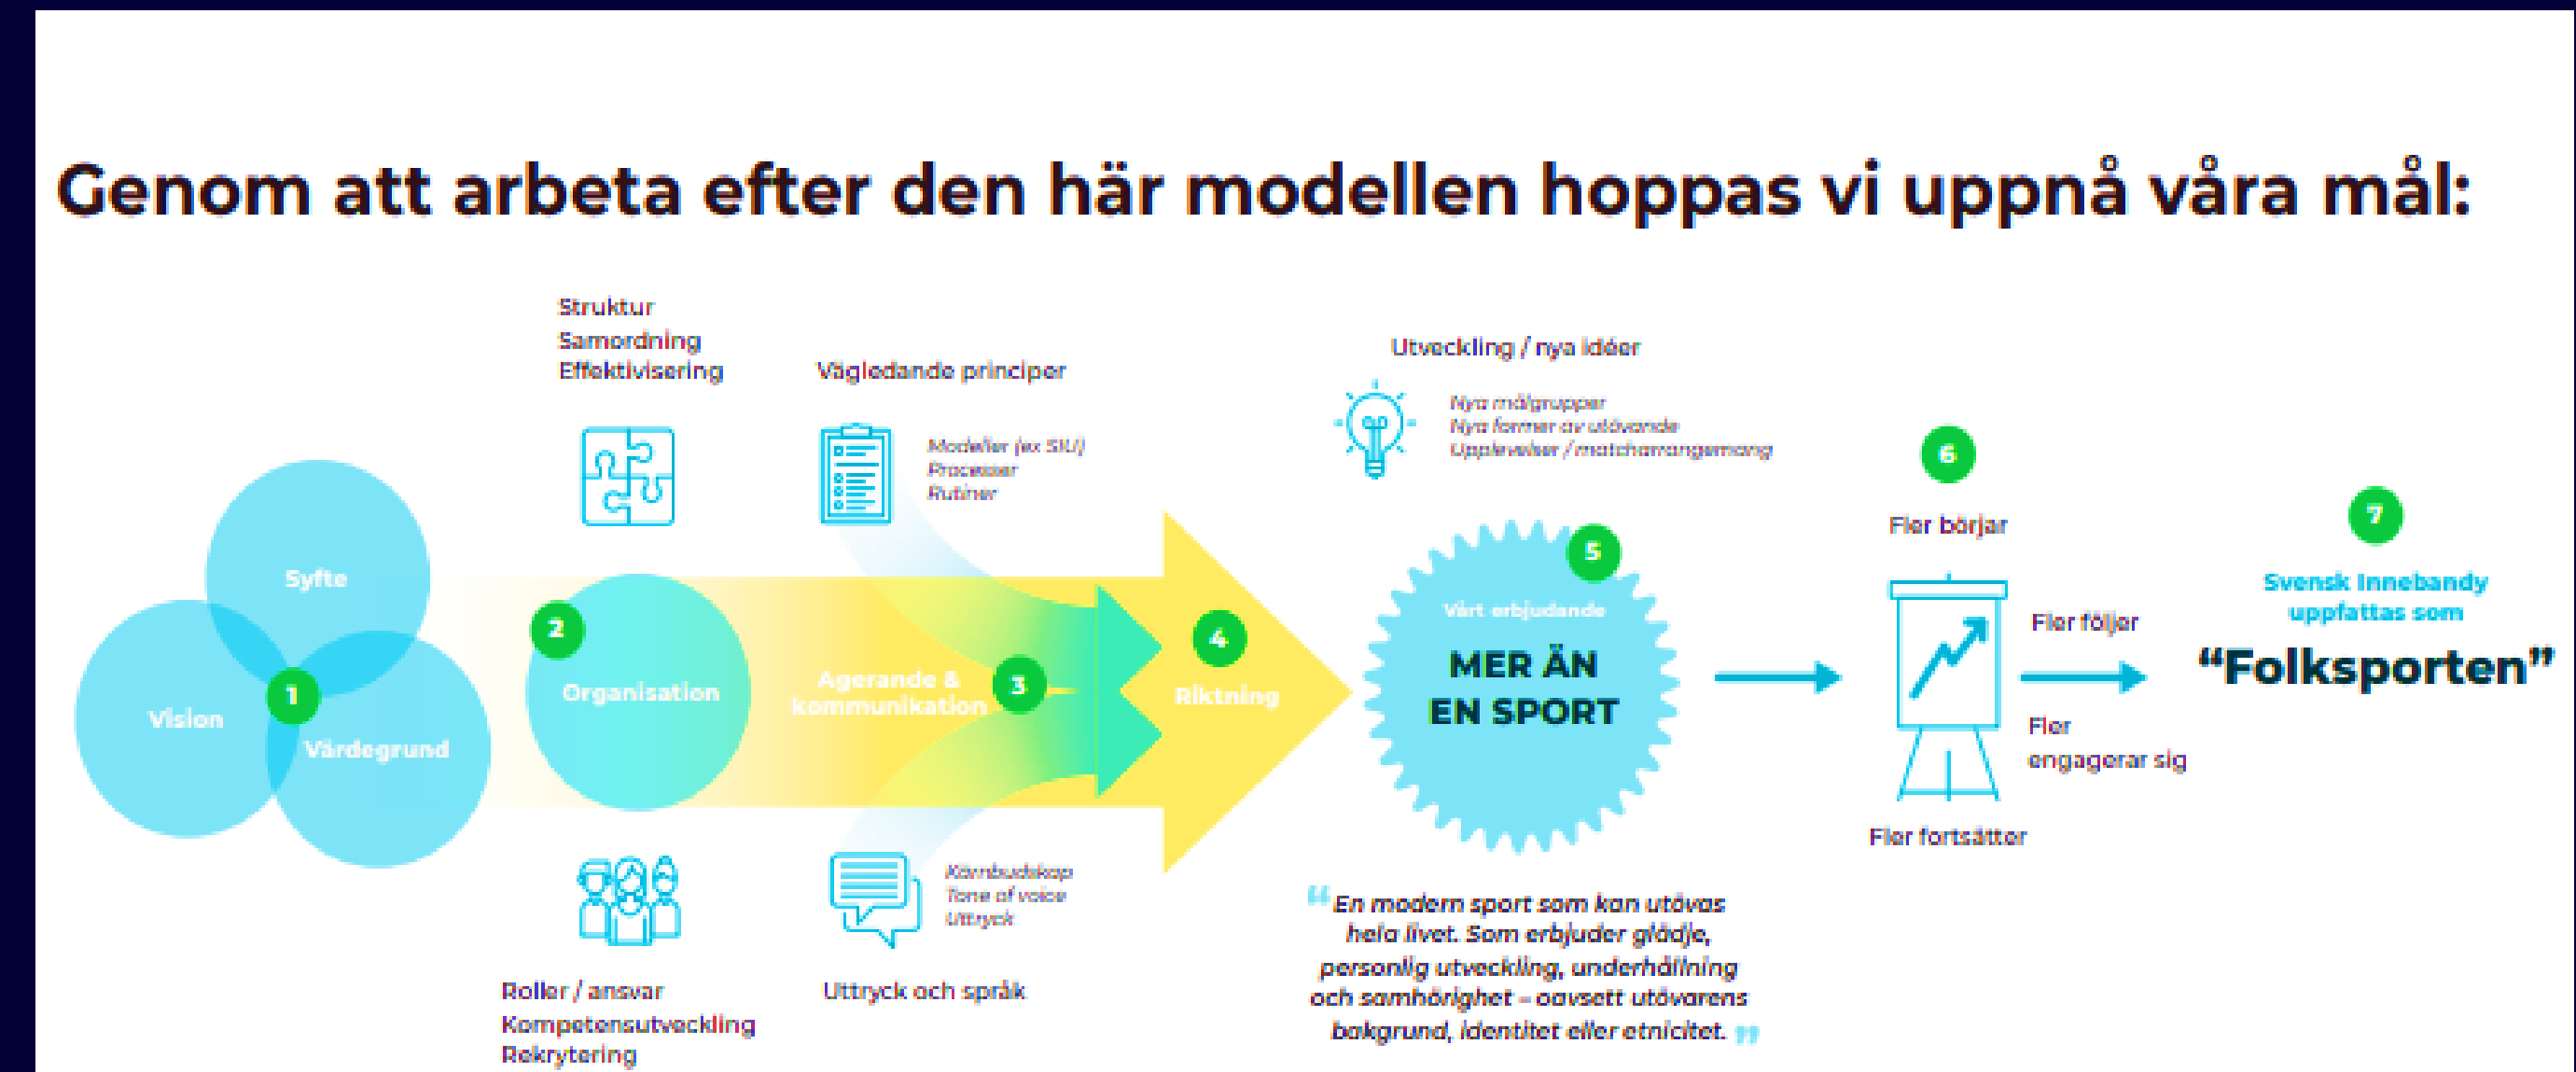 Genom att arbeta efter den här modellen hoppas vi uppnå våra mål:
Struktur
Samordning
Effektivisering
Vägledande principer
Modeller (ex SIU)
Processer
Rutiner
Syfte
Vision
Värdegrund
1
2
Organisation
Agerande &
kommunikation
3
4
Riktning
Roller / ansvar
Kompetensutveckling
Rekrytering
Kärnbudskap
Tone of voice
Uttryck
Uttryck och språk
Utveckling / nya idéer
Nya målgrupper
Nya former av utövande
Upplevelser / matcharrangemang
5
Vårt erbjudande
MER ÄN
EN SPORT
“En modern sport som kan utövas
hela livet. Som erbjuder glädje,
personlig utveckling, underhållning
och samhörighet – oavsett utövarens
bakgrund, identitet eller etnicitet.”
6
Fler börjar
Fler följer
Fler
engagerar sig
Fler fortsätter
7
Svensk Innebandy
uppfattas som
“Folksporten”